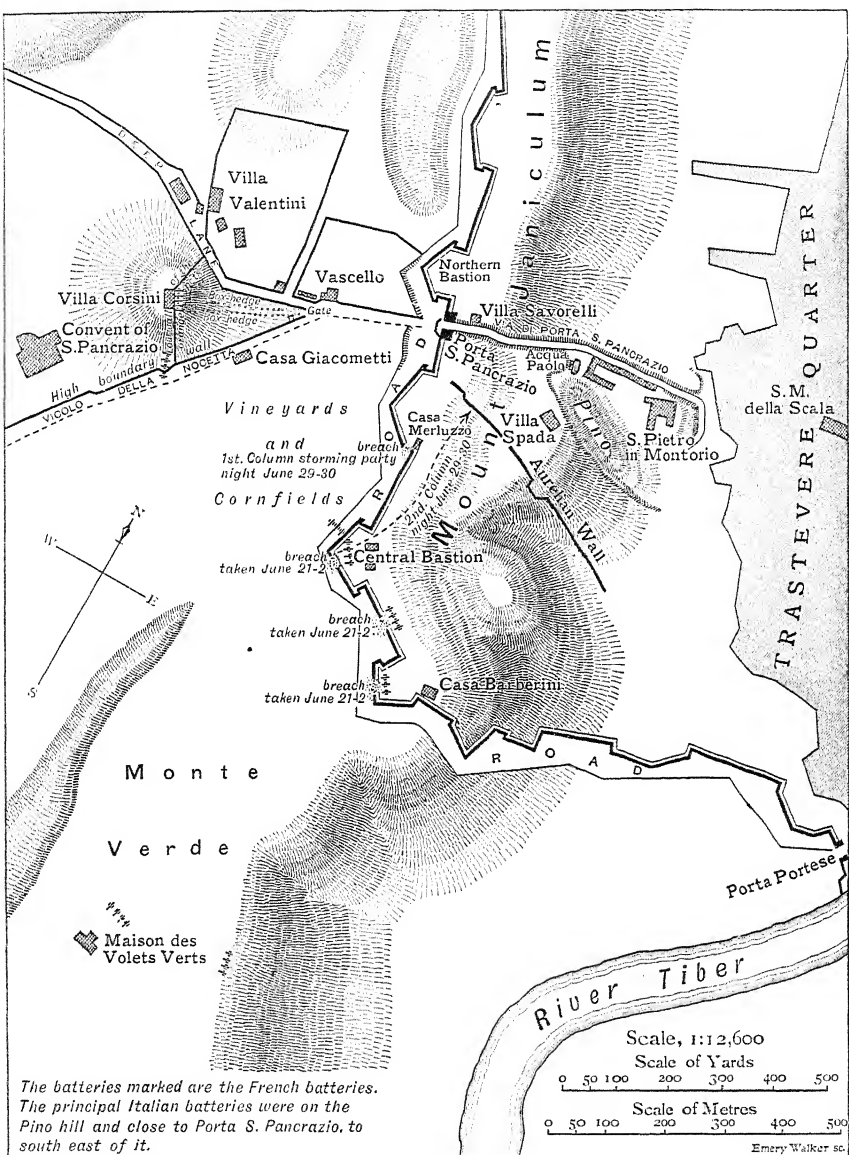 Janiculum
DEEP LANE
Villa
Valentini
Northern
Bastion
Vascello
Villa Corsini
box-hedge
Gate
Villa Savorelli
VIA DI PORTA S. PANCRAZIO
Convent of
S. Pancrazio
High boundary wall
VICOLO DELLA NOCETTA
Casa Giacometti
Porta
S. Pancrazio
Acqua
Paolo
TRASTEVERE QUARTER
S. M.
della Scala
Vineyards
and
Cornfields
Casa
Merluzzo
Villa
Spada
Pino
S. Pietro
in Montorio
breach
1st. Column storming party
night June 29-30
2nd. Column
night June 29-30
Mount
Aurelian Wall
ROAD
N
W
E
S
breach
taken June 21-2
Central Bastion
breach
taken June 21-2
breach
taken June 21-2
Casa Barberini
ROAD
Monte
Verde
Porta Portese
Maison des
Volets Verts
River Tiber
The batteries marked are the French batteries.
The principal Italian batteries were on the
Pino hill and close to Porta S. Pancrazio, to
south east of it.
Scale, 1:12,600
Scale of Yards
0 50 100 200 300 400 500
Scale of Metres
0 50 100 200 300 400 500
Emery Walker sc.